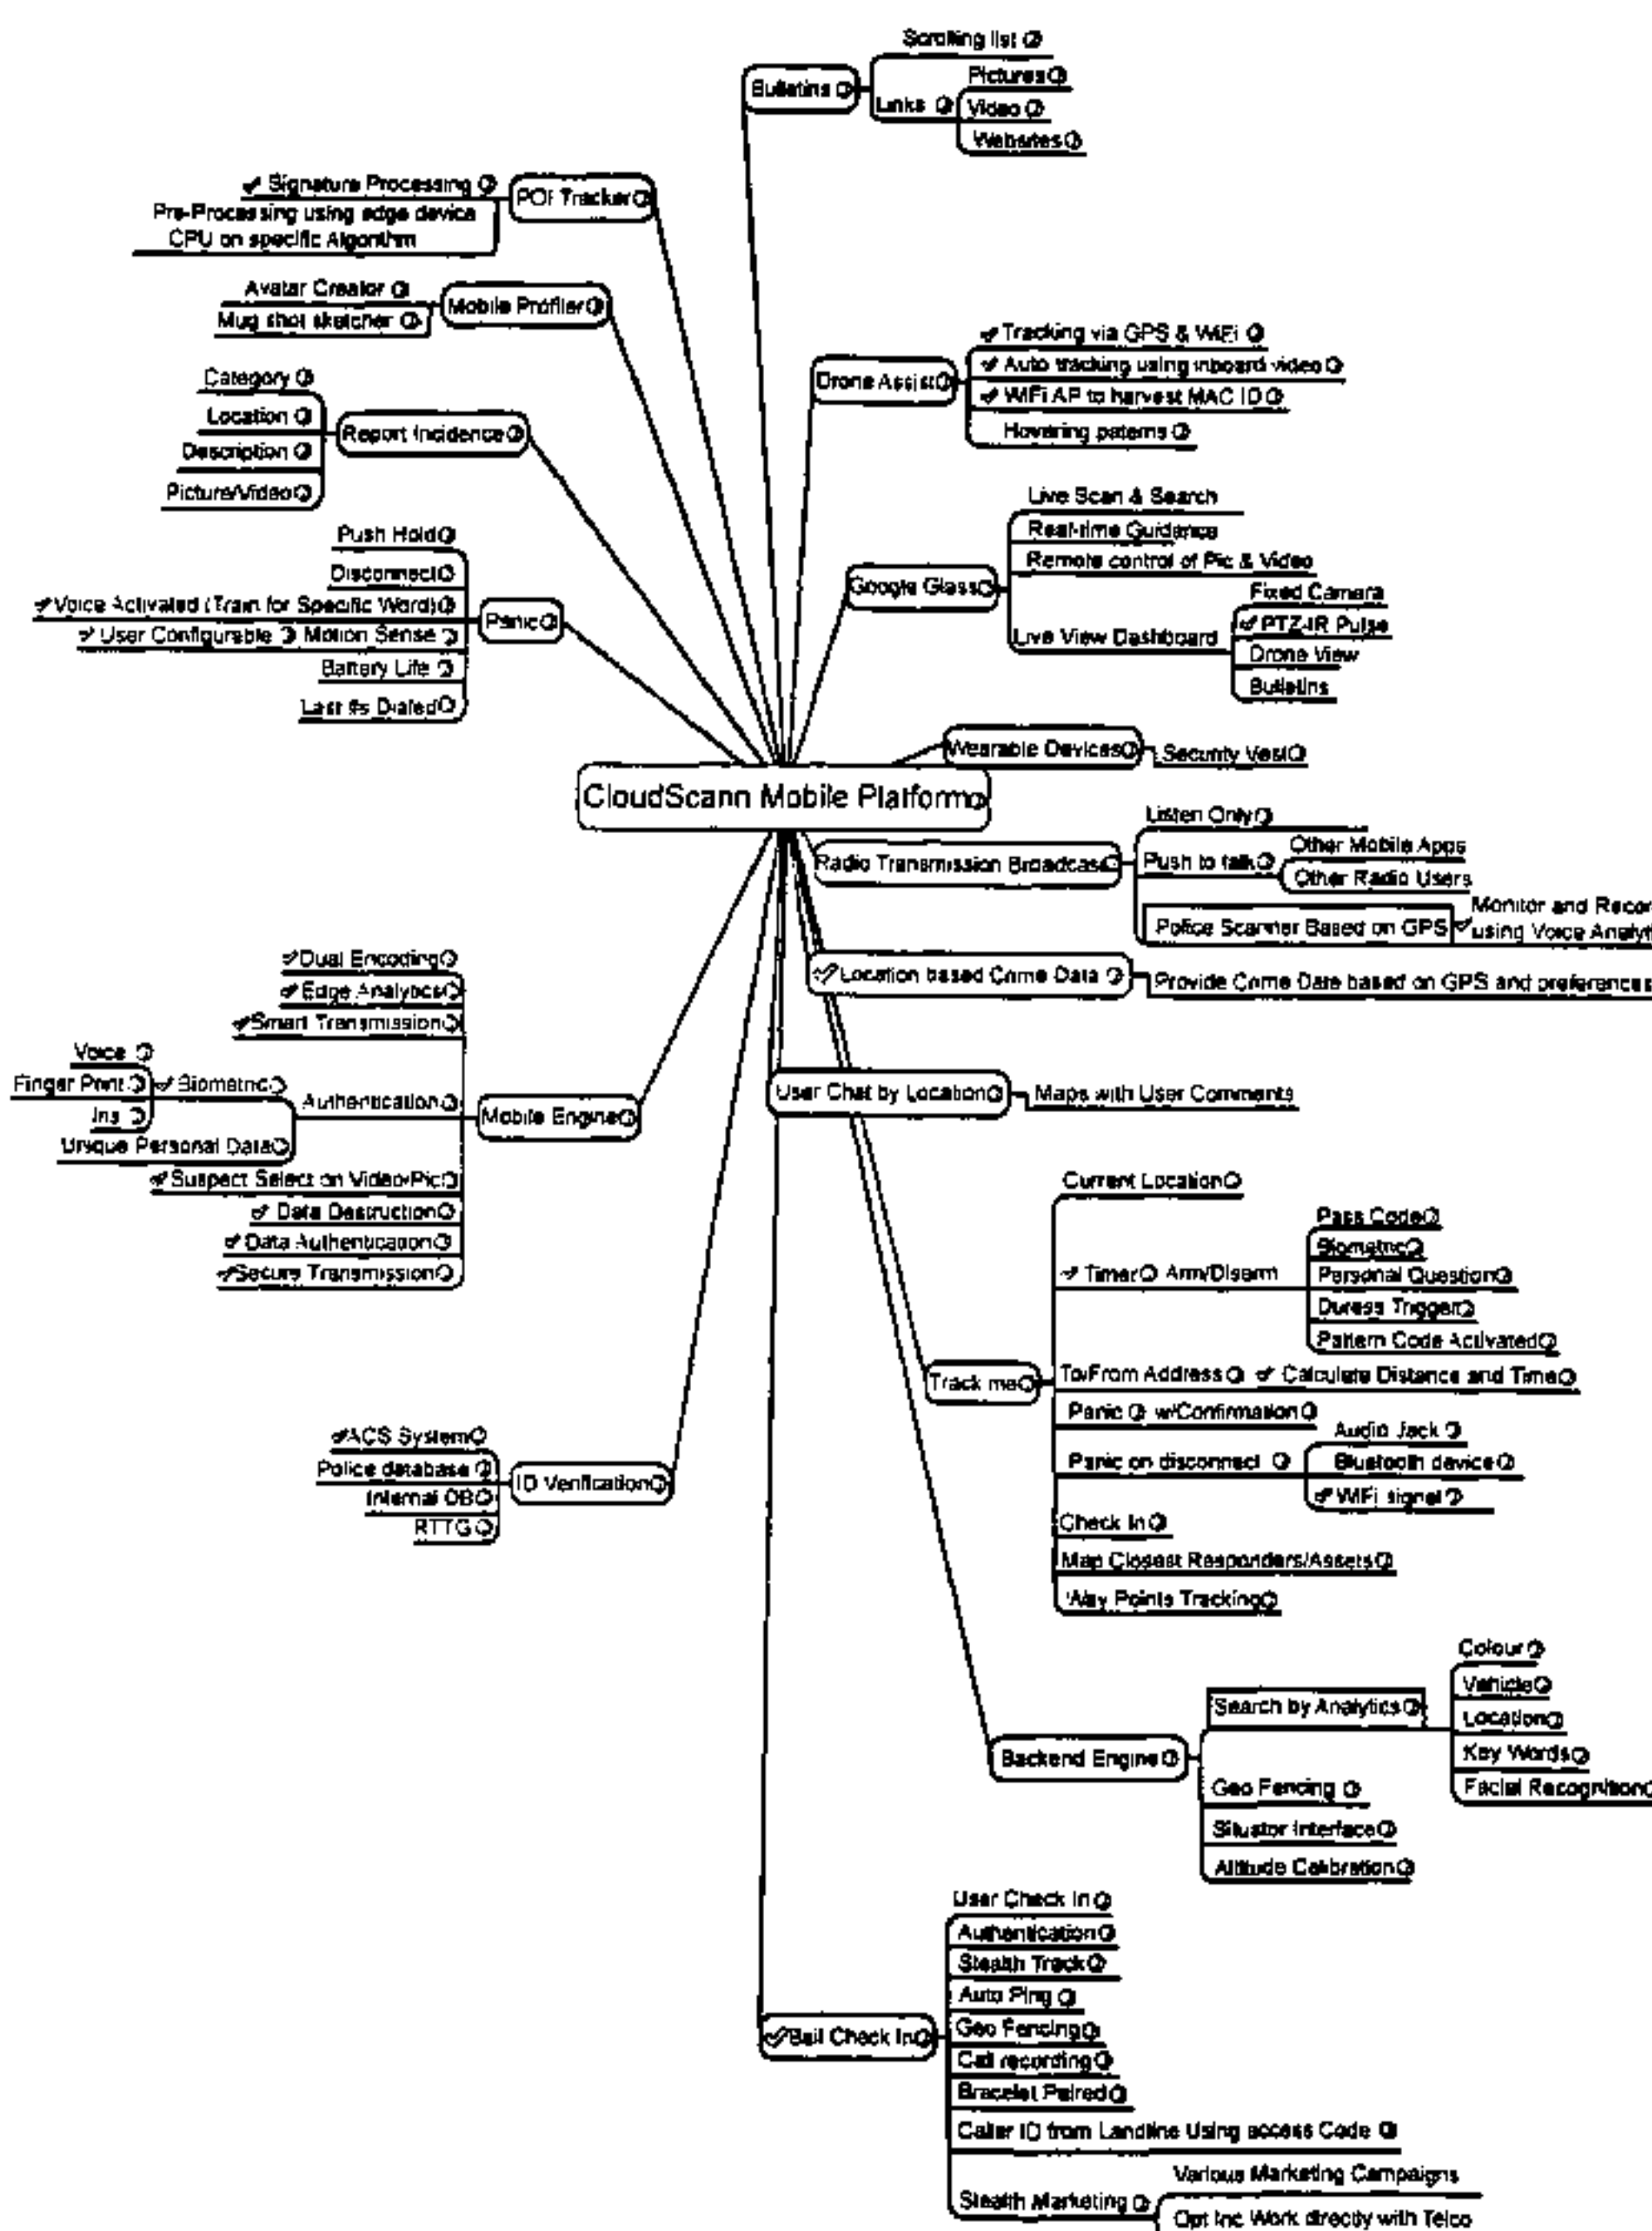 Scrolling list
Bulletins
Pictures
Links
Video
Websites
Signature Processing
POI Tracker
Pre-Processing using edge device
CPU on specific Algorithm
Avatar Creator
Mobile Profiler
Mug shot sketcher
Tracking via GPS & WiFi
Drone Assist
Auto tracking using inboard video
WiFi AP to harvest MAC ID
Hovering paterns
Category
Location
Report Incidence
Description
Picture/Video
Live Scan & Search
Real-time Guidance
Remote control of Pic & Video
Google Glass
Fixed Camera
Live View Dashboard
PTZ-IR Pulse
Drone View
Bulletins
Push Hold
Disconnect
Voice Activated (Train for Specific Word)
Panic
User Configurable Motion Sense
Battery Life
Last #s Dialed
Wearable Devices
Security Vest
CloudScann Mobile Platform
Listen Only
Radio Transmission Broadcast
Push to talk
Other Mobile Apps
Other Radio Users
Police Scanner Based on GPS
Monitor and Recor
using Voice Analyt
Location based Crime Data
Provide Crime Data based on GPS and preferences
Dual Encoding
Edge Analytics
Smart Transmission
Voice
Finger Print
Biometric
Authentication
Mobile Engine
Iris
Unique Personal Data
Suspect Select on Video/Pic
Data Destruction
Data Authentication
Secure Transmission
User Chat by Location
Maps with User Comments
Current Location
Pass Code
Biometric
Timer Arm/Disarm
Personal Question
Duress Trigger
Pattern Code Activated
Track me
To/From Address
Calculate Distance and Time
Panic w/Confirmation
Audio Jack
Panic on disconnect
Bluetooth device
WiFi signal
Check In
Map Closest Responders/Assets
Way Points Tracking
ACS System
Police database
ID Verification
Internal DB
RTTG
Colour
Search by Analytics
Vehicle
Location
Key Words
Facial Recognition
Backend Engine
Geo Fencing
Situator Interface
Altitude Calibration
User Check In
Authentication
Stealth Track
Auto Ping
Bail Check In
Geo Fencing
Call recording
Bracelet Paired
Caller ID from Landline Using access Code
Various Marketing Campaigns
Stealth Marketing
Opt Inc Work directly with Telco